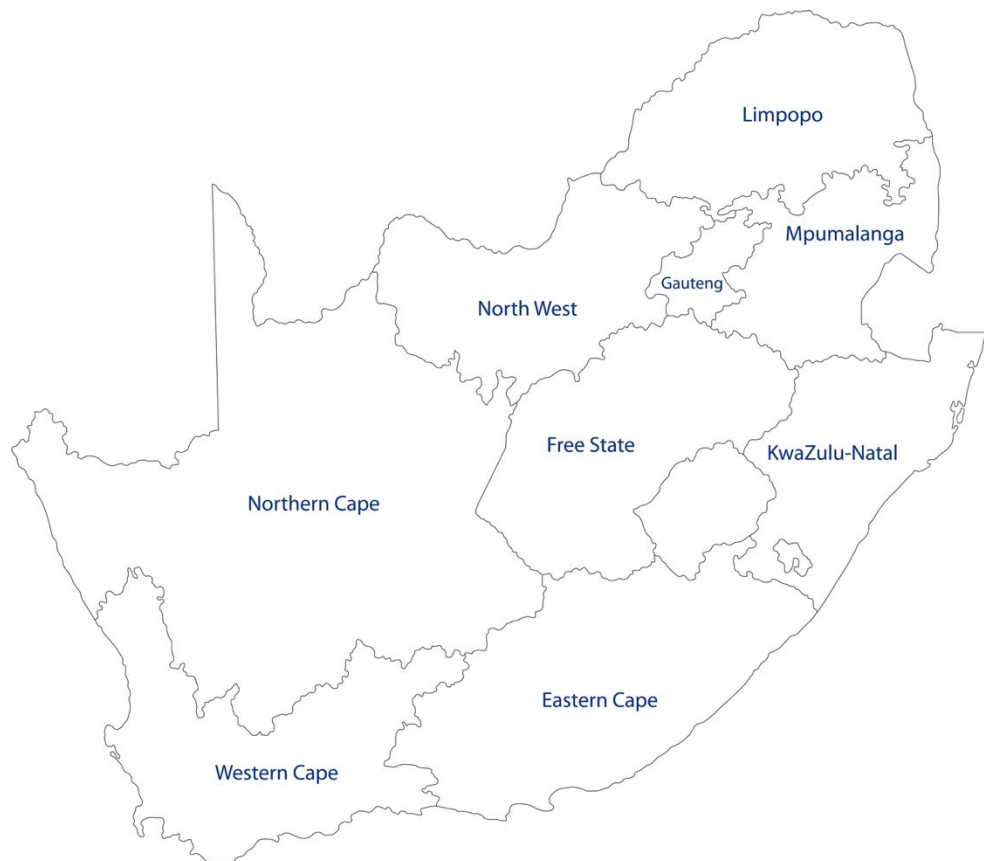 Limpopo
Mpumalanga
Gauteng
North West
Free State
KwaZulu-Natal
Northern Cape
Eastern Cape
Western Cape